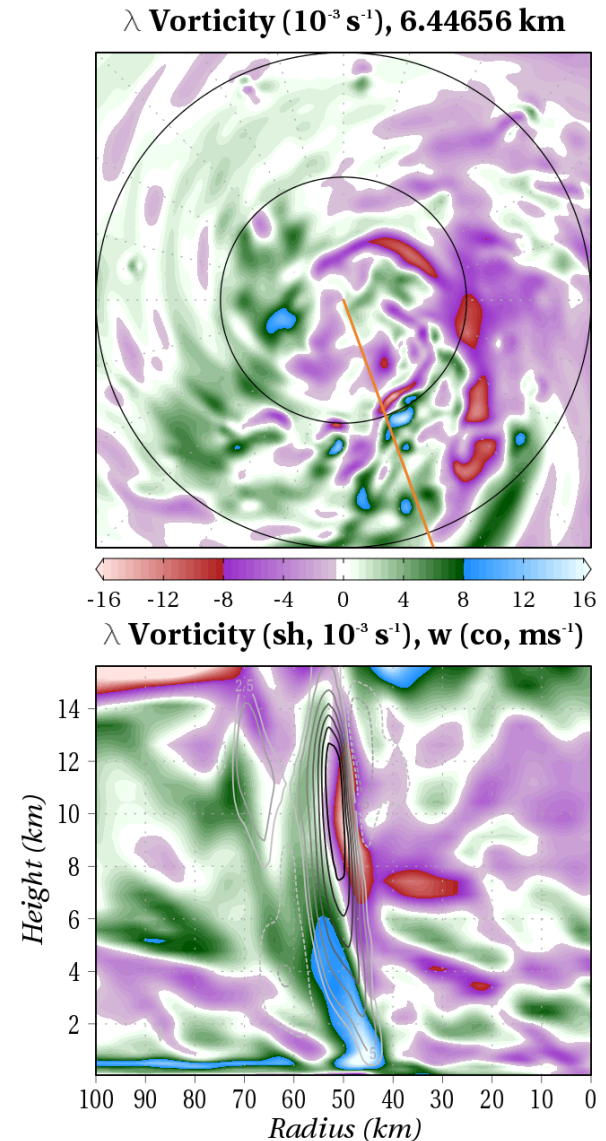 λ Vorticity (10⁻³ s⁻¹), 6.44656 km
-16 -12 -8 -4 0 4 8 12 16
λ Vorticity (sh, 10⁻³ s⁻¹), w (co, ms⁻¹)
2.5
14
12
10
8
6
4
2
Height (km)
5
100 90 80 70 60 50 40 30 20 10 0
Radius (km)